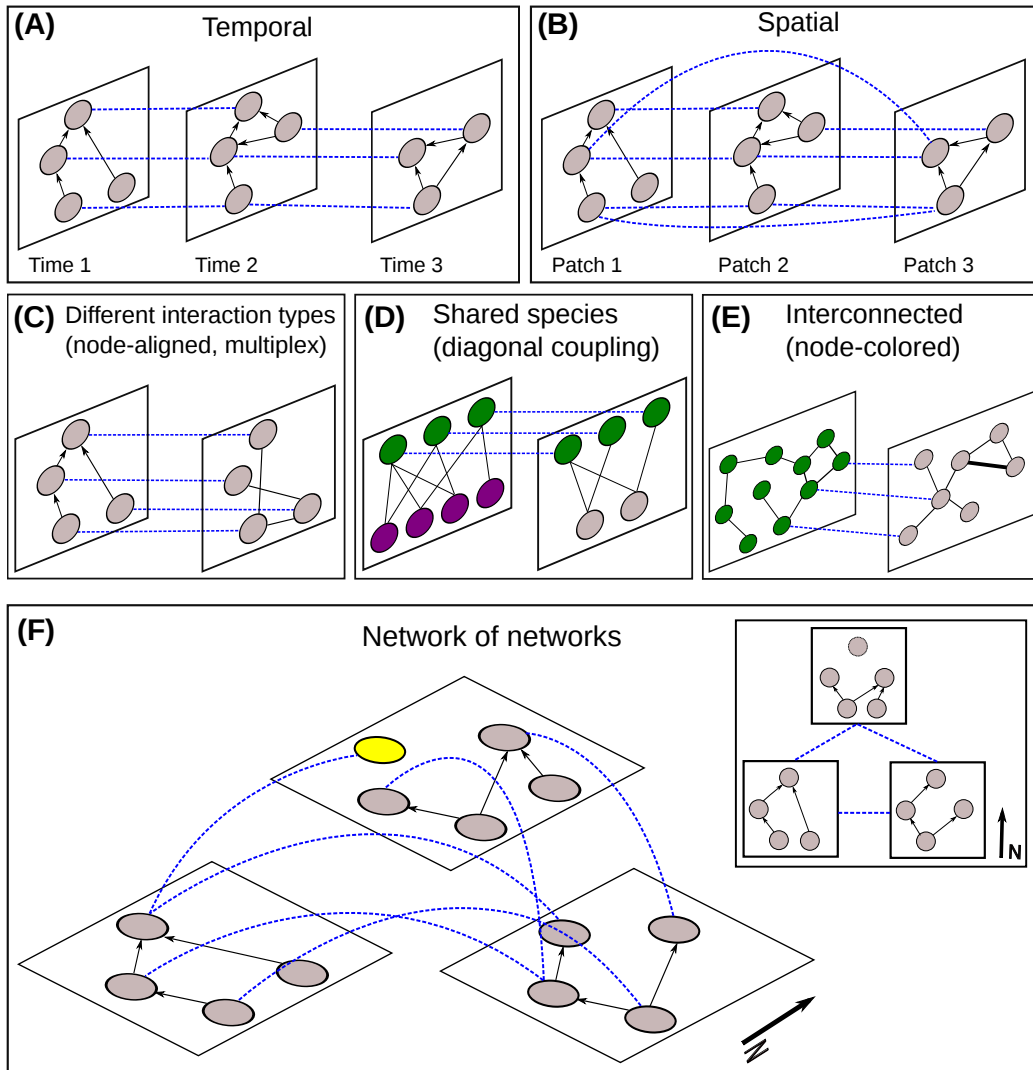 (A)
Temporal
Time 1
Time 2
Time 3
(B)
Spatial
Patch 1
Patch 2
Patch 3
(C)
Different interaction types
(node-aligned, multiplex)
(D)
Shared species
(diagonal coupling)
(E)
Interconnected
(node-colored)
(F)
Network of networks
N
N